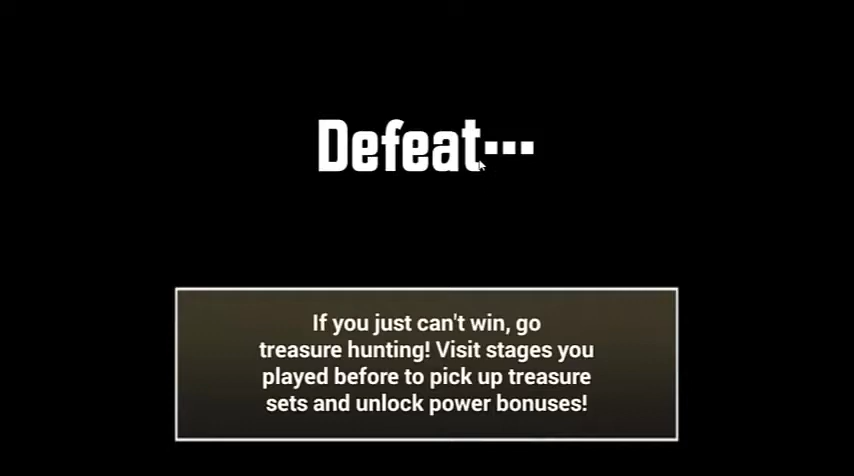 Defeat...
If you just can't win, go
treasure hunting! Visit stages you
played before to pick up treasure
sets and unlock power bonuses!